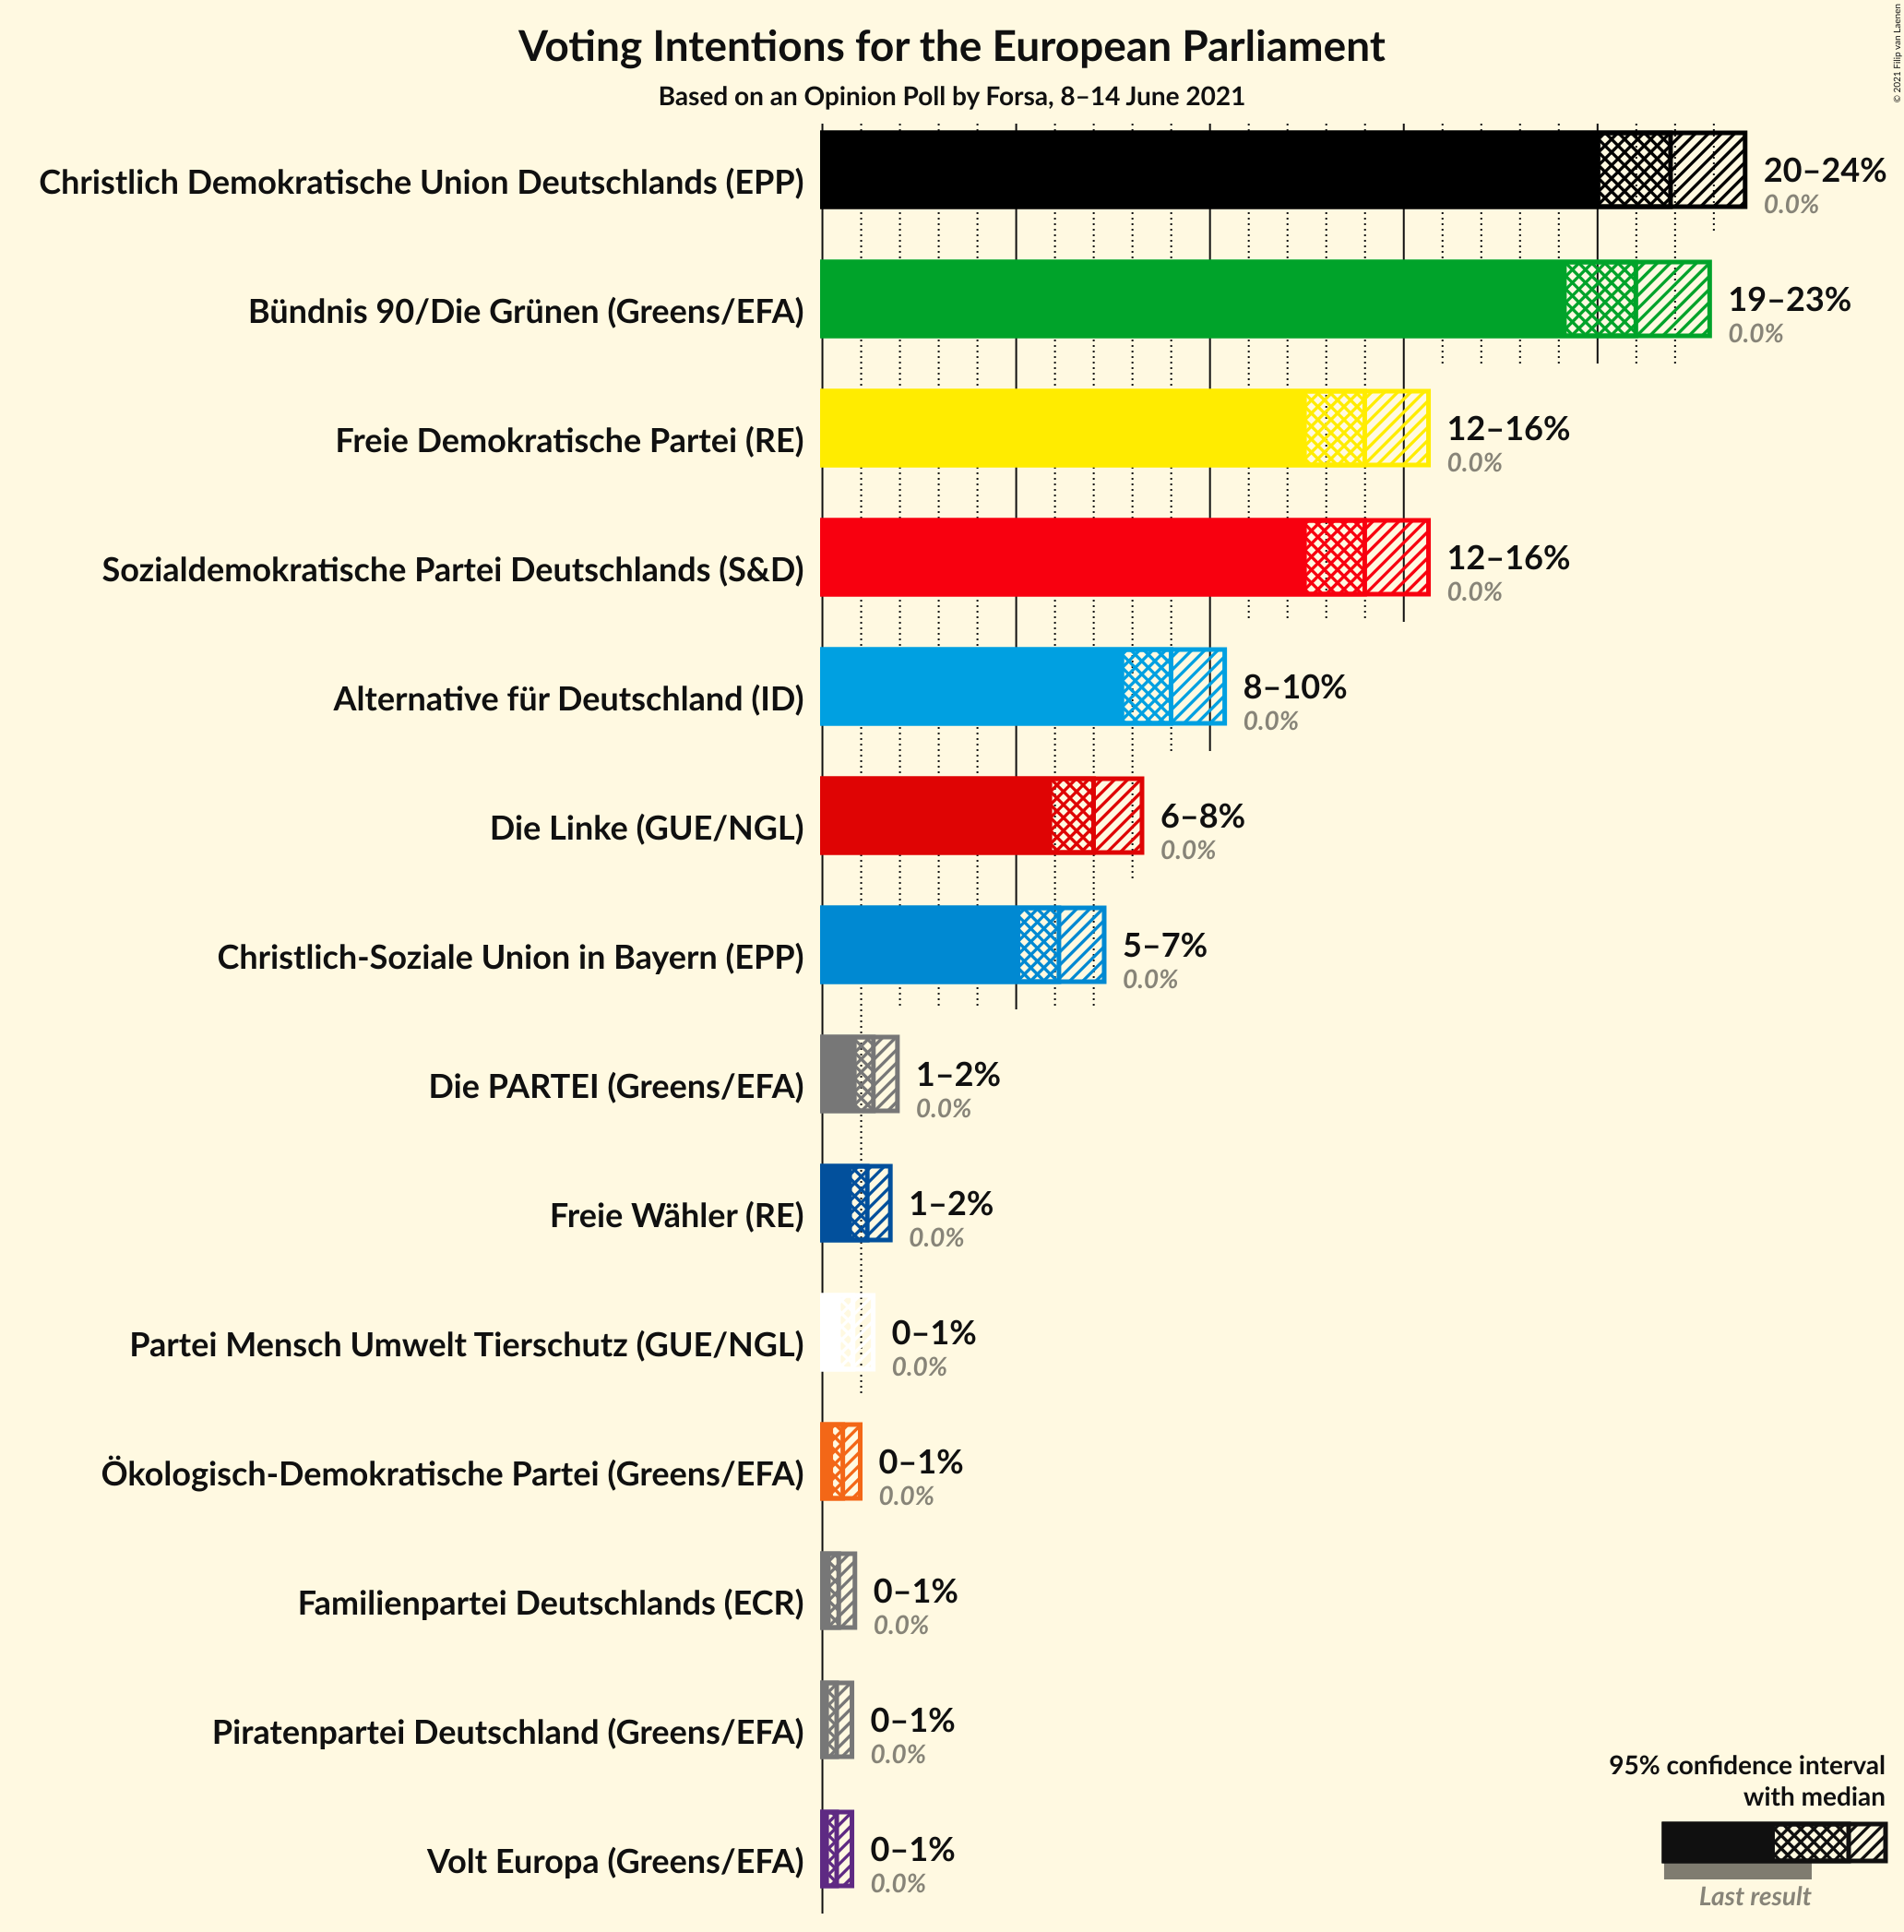 Voting Intentions for the European Parliament
Based on an Opinion Poll by Forsa, 8–14 June 2021
© 2021 Filip van Laenen
Christlich Demokratische Union Deutschlands (EPP)
20–24%
0.0%
Bündnis 90/Die Grünen (Greens/EFA)
19–23%
0.0%
Freie Demokratische Partei (RE)
12–16%
0.0%
Sozialdemokratische Partei Deutschlands (S&D)
12–16%
0.0%
Alternative für Deutschland (ID)
8–10%
0.0%
Die Linke (GUE/NGL)
6–8%
0.0%
Christlich-Soziale Union in Bayern (EPP)
5–7%
0.0%
Die PARTEI (Greens/EFA)
1–2%
0.0%
Freie Wähler (RE)
1–2%
0.0%
Partei Mensch Umwelt Tierschutz (GUE/NGL)
0–1%
0.0%
Ökologisch-Demokratische Partei (Greens/EFA)
0–1%
0.0%
Familienpartei Deutschlands (ECR)
0–1%
0.0%
Piratenpartei Deutschland (Greens/EFA)
0–1%
0.0%
Volt Europa (Greens/EFA)
0–1%
0.0%
95% confidence interval
with median
Last result